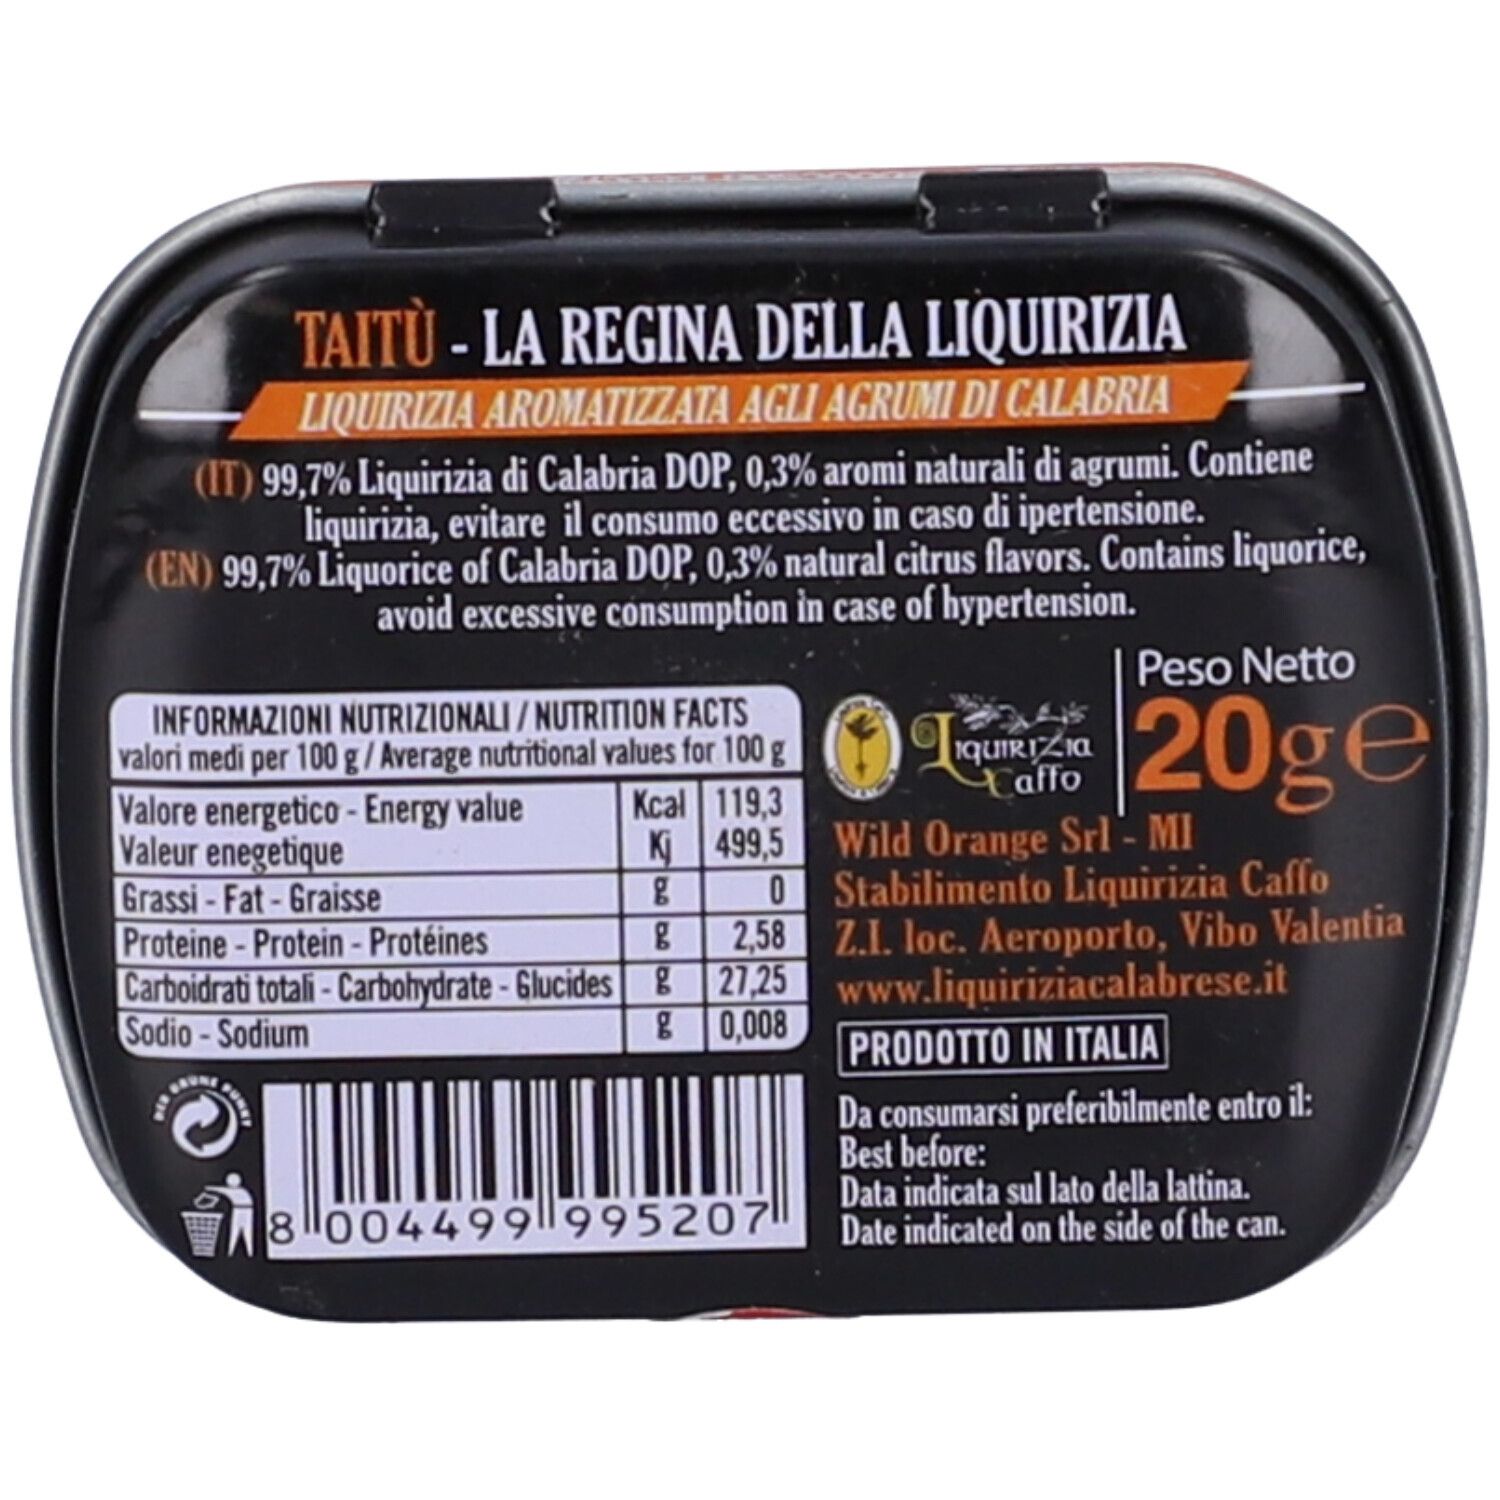 TAITÙ - LA REGINA DELLA LIQUIRIZIA
LIQUIRIZIA AROMATIZZATA AGLI AGRUMI DI CALABRIA
(IT) 99,7% Liquirizia di Calabria DOP, 0,3% aromi naturali di agrumi. Contiene
liquirizia, evitare il consumo eccessivo in caso di ipertensione.
(EN) 99,7% Liquorice of Calabria DOP, 0,3% natural citrus flavors. Contains liquorice,
avoid excessive consumption in case of hypertension.
INFORMAZIONI NUTRIZIONALI / NUTRITION FACTS
valori medi per 100 g / Average nutritional values for 100 g
Valore energetico - Energy value Kcal 119,3
Valeur enegetique Kj 499,5
Grassi - Fat - Graisse g 0
Proteine - Protein - Protéines g 2,58
Carboidrati totali - Carbohydrate - Glucides g 27,25
Sodio - Sodium g 0,008
DER GRÜNE PUNKT
8 004499 995207
Liquirizia
Caffo
Peso Netto
20g e
Wild Orange Srl - MI
Stabilimento Liquirizia Caffo
Z.I. loc. Aeroporto, Vibo Valentia
www.liquiriziacalabrese.it
PRODOTTO IN ITALIA
Da consumarsi preferibilmente entro il:
Best before:
Data indicata sul lato della lattina.
Date indicated on the side of the can.